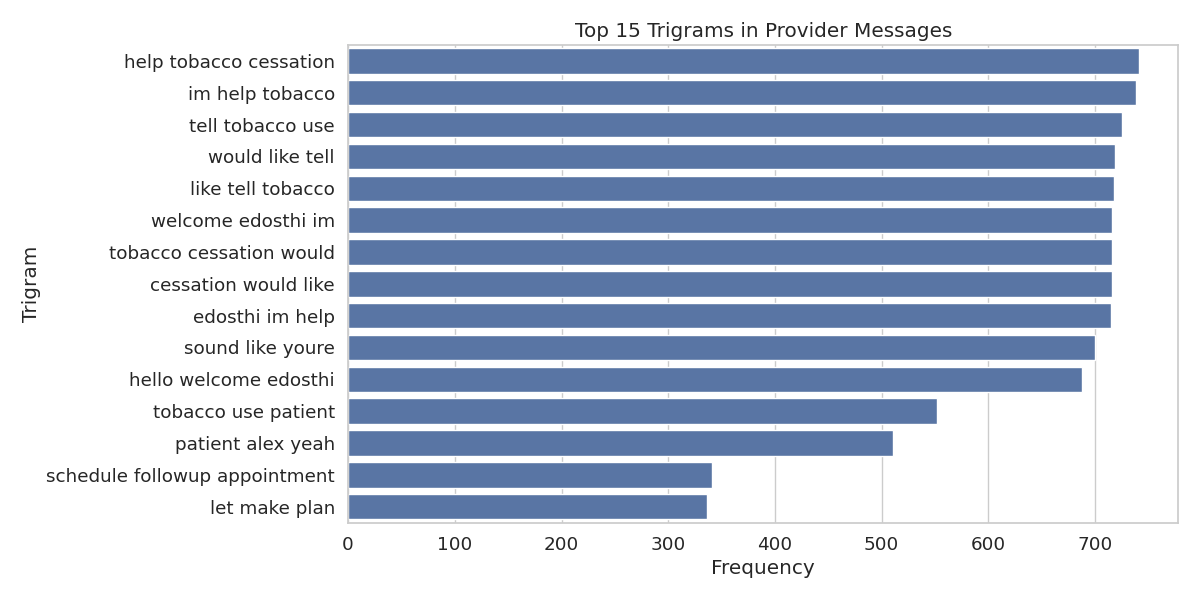 Top 15 Trigrams in Provider Messages
help tobacco cessation
im help tobacco
tell tobacco use
would like tell
like tell tobacco
welcome edosthi im
tobacco cessation would
cessation would like
edosthi im help
sound like youre
hello welcome edosthi
tobacco use patient
patient alex yeah
schedule followup appointment
let make plan
Trigram
0 100 200 300 400 500 600 700
Frequency